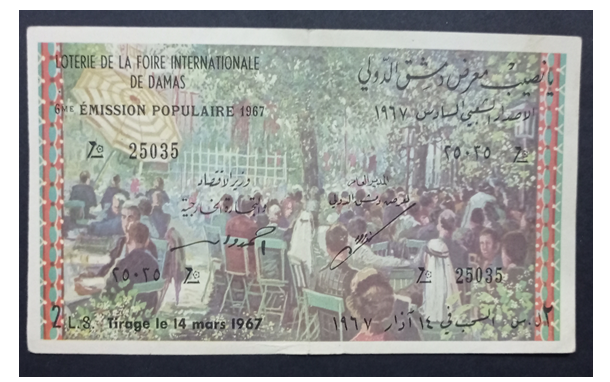 LOTERIE DE LA FOIRE INTERNATIONALE
DE DAMAS
يانصيب معرض دمشق الدولي
6ME ÉMISSION POPULAIRE 1967
الاصدار الشعبي السادس ١٩٦٧
25035
٢٥٠٣٥
وزير الاقتصاد
والتجارة الخارجية
المدير العام
لمعرض دمشق الدولي
٢٥٠٣٥
25035
2 L.S. Tirage le 14 mars 1967
٢ ل.س. السحب في ١٤ آذار ١٩٦٧